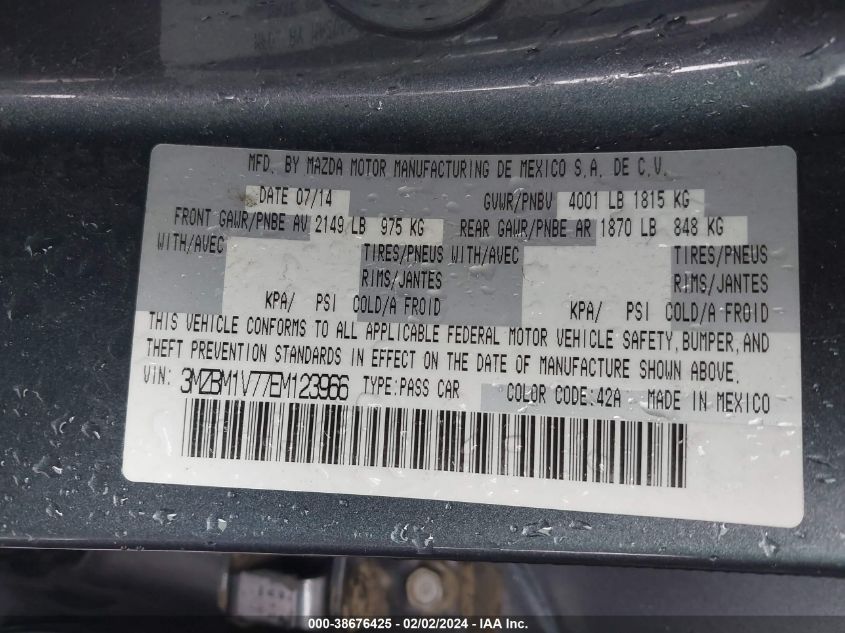 MFD. BY MAZDA MOTOR MANUFACTURING DE MEXICO S.A. DE C.V.
DATE 07/14 GVWR/PNBV 4001 LB 1815 KG
FRONT GAWR/PNBE AV 2149 LB 975 KG REAR GAWR/PNBE AR 1870 LB 848 KG
WITH/AVEC TIRES/PNEUS WITH/AVEC TIRES/PNEUS
RIMS/JANTES RIMS/JANTES
KPA/ PSI COLD/A FROID KPA/ PSI COLD/A FROID
THIS VEHICLE CONFORMS TO ALL APPLICABLE FEDERAL MOTOR VEHICLE SAFETY, BUMPER, AND
THEFT PREVENTION STANDARDS IN EFFECT ON THE DATE OF MANUFACTURE SHOWN ABOVE.
VIN: 3MZBM1V77EM123966 TYPE:PASS CAR COLOR CODE:42A MADE IN MEXICO
000-38676425 - 02/02/2024 - IAA Inc.